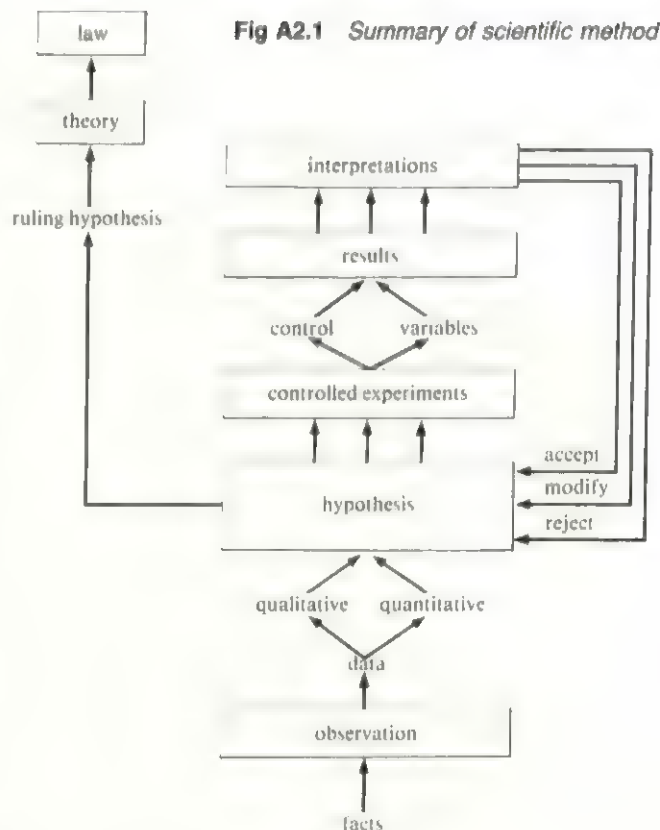 law
Fig A2.1 Summary of scientific method
theory
interpretations
ruling hypothesis
results
control variables
controlled experiments
accept
hypothesis
modify
reject
qualitative quantitative
data
observation
facts